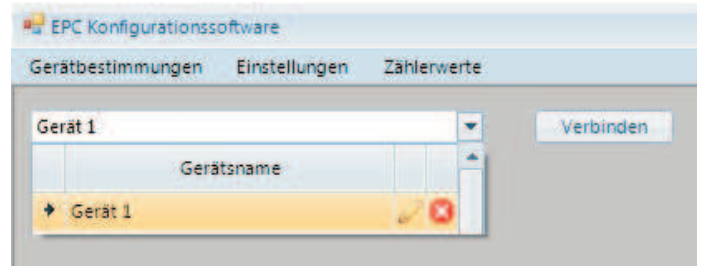 EPC Konfigurationssoftware
Gerätbestimmungen Einstellungen Zählerwerte
Gerät 1 Verbinden
Gerätsname
Gerät 1